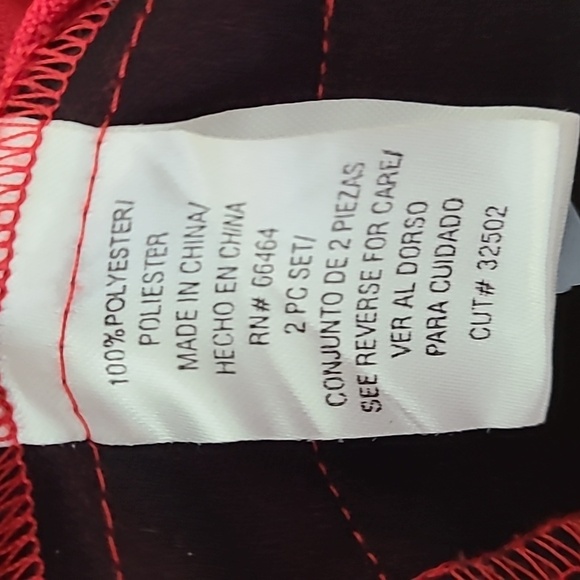 100%POLYESTER/
POLIESTER
MADE IN CHINA/
HECHO EN CHINA
RN# 66464
2 PC SET/
CONJUNTO DE 2 PIEZAS
SEE REVERSE FOR CARE/
VER AL DORSO
PARA CUIDADO
CUT# 32502